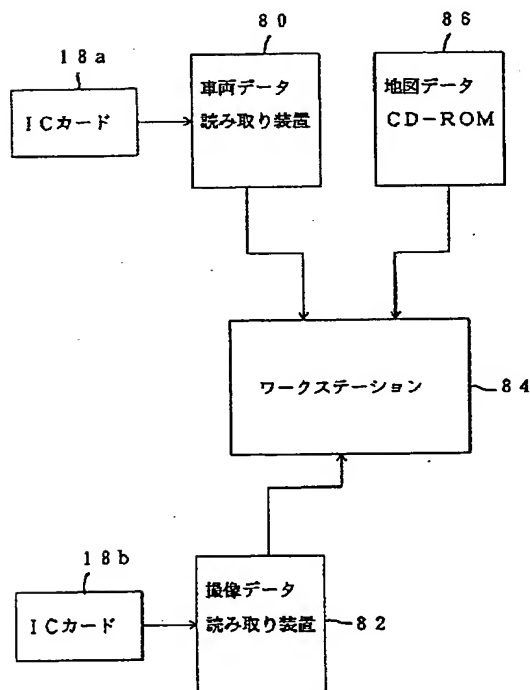 80
86
18a
車両データ
読み取り装置
地図データ
CD-ROM
ICカード
ワークステーション
84
18b
ICカード
撮像データ
読み取り装置
82